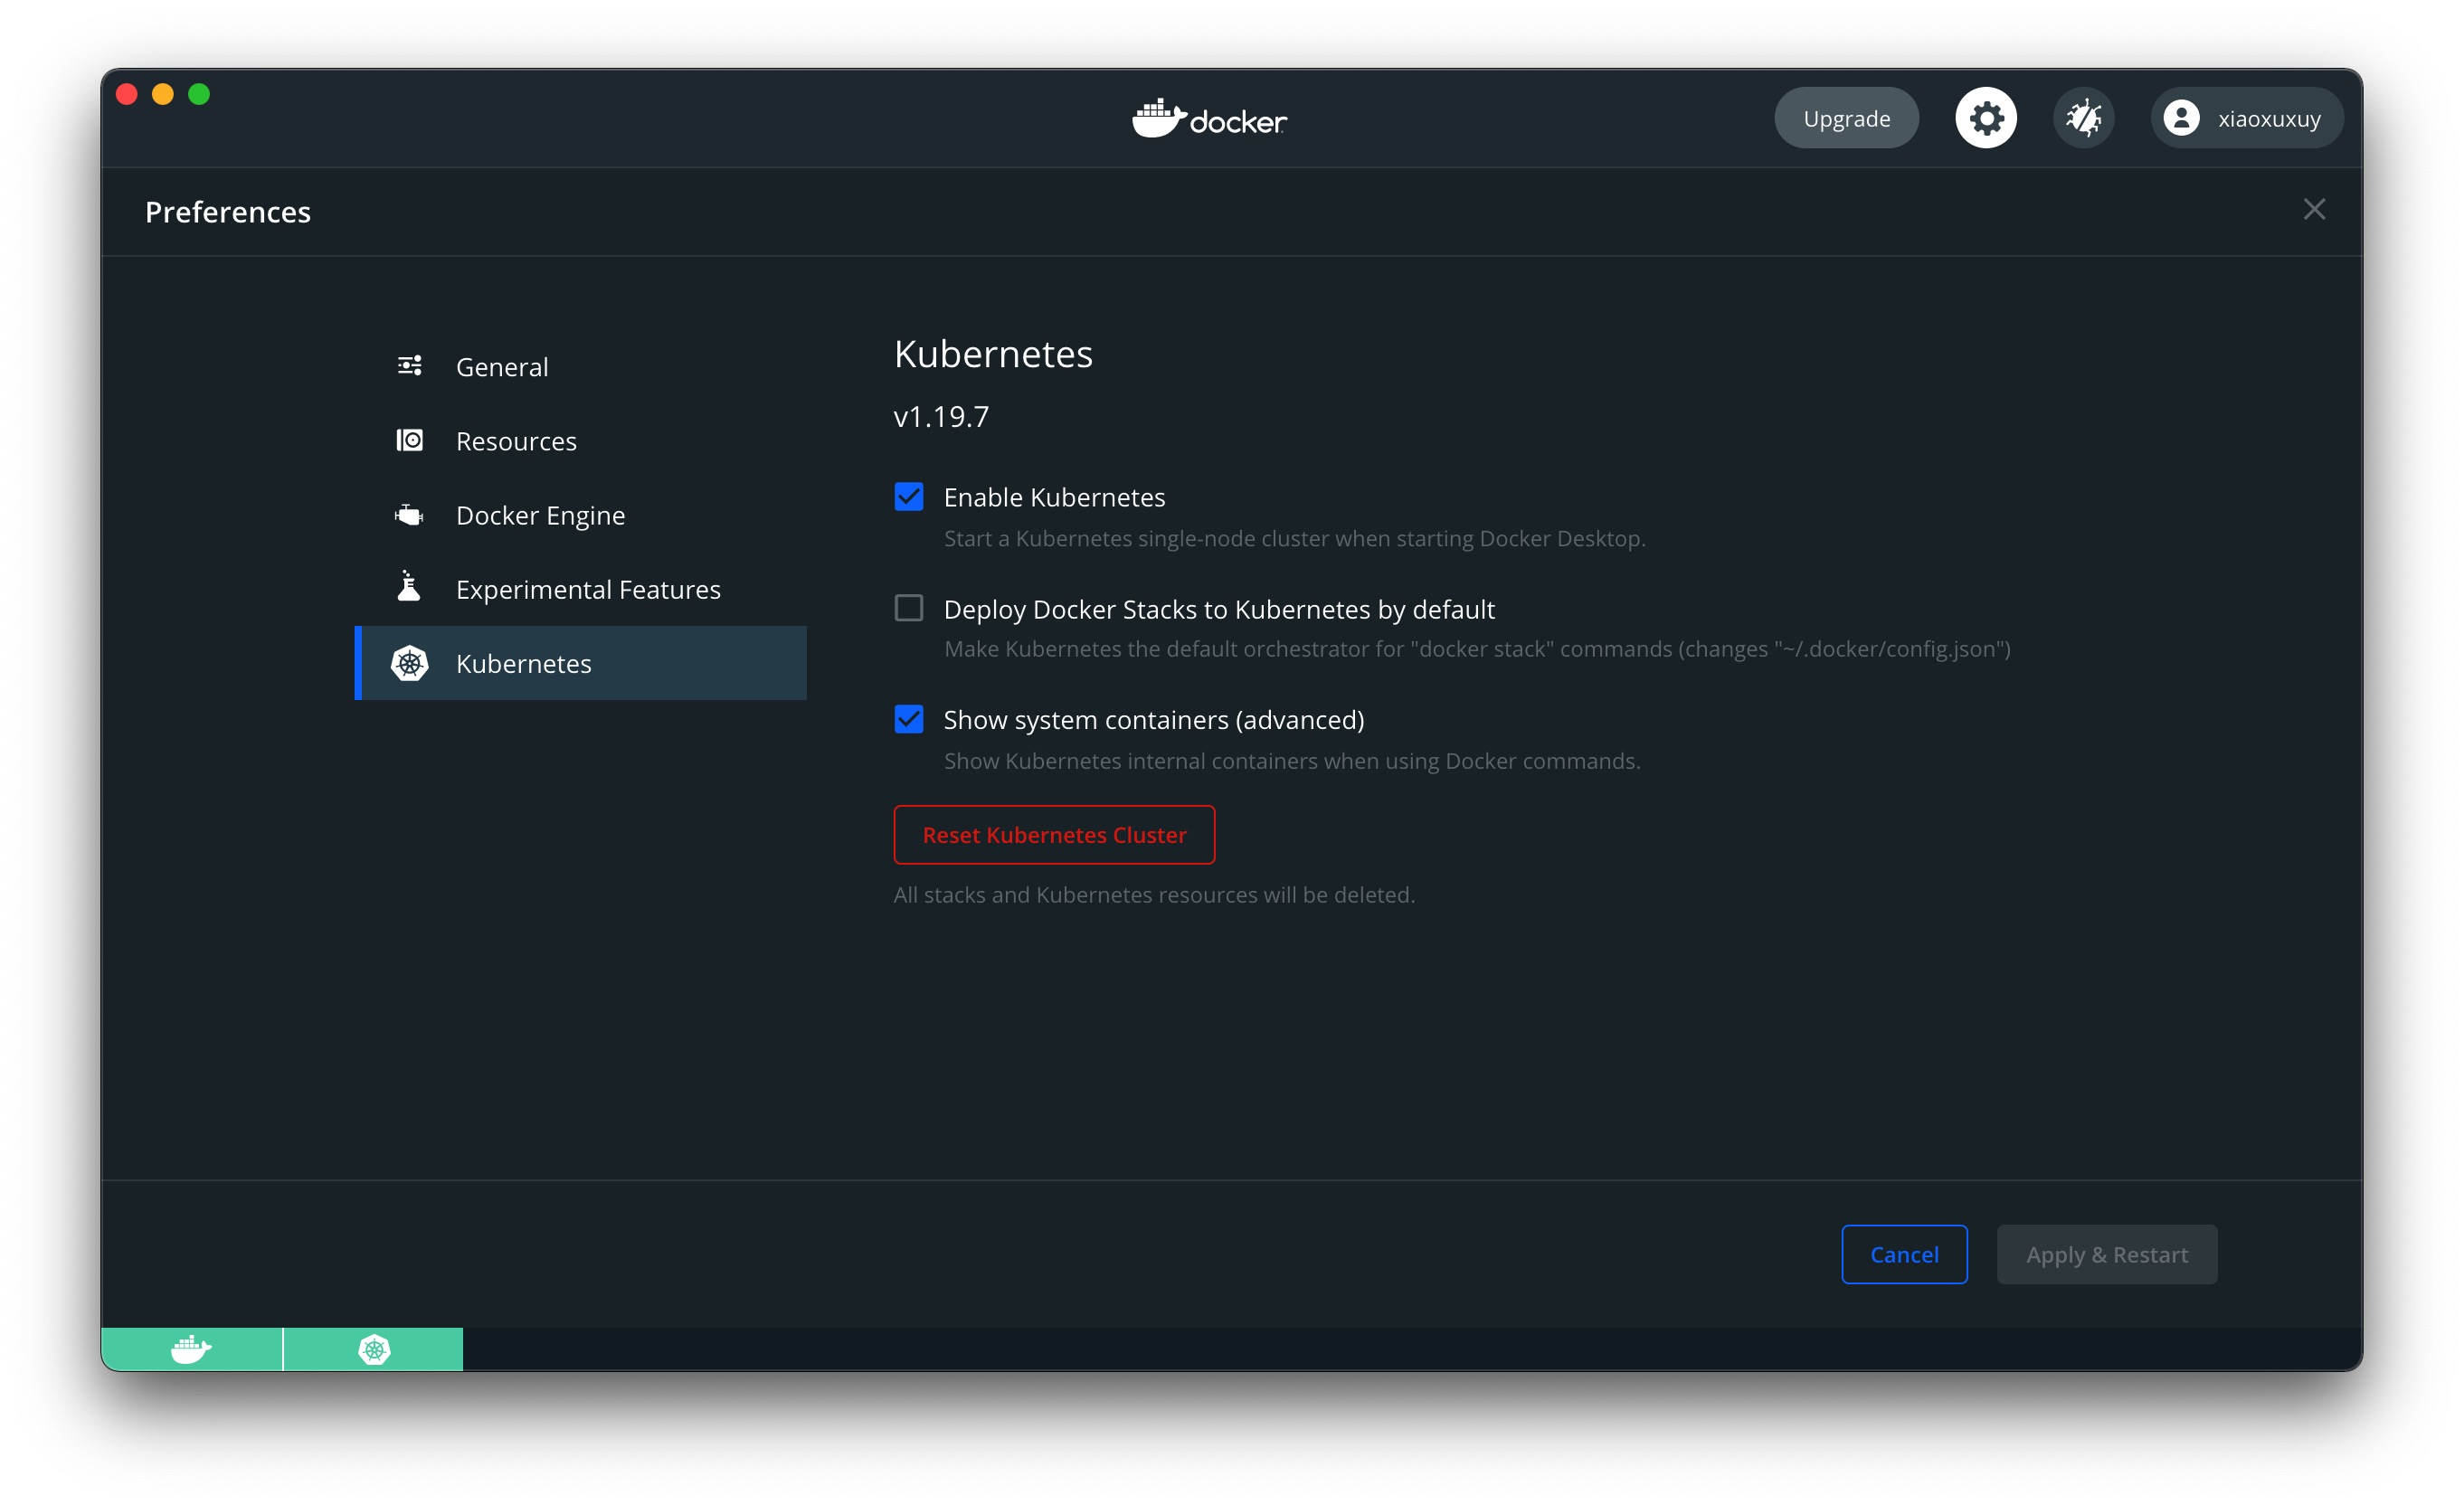 docker
Upgrade
xiaoxuxuy
Preferences
General
Resources
Docker Engine
Experimental Features
Kubernetes
Kubernetes
v1.19.7
Enable Kubernetes
Start a Kubernetes single-node cluster when starting Docker Desktop.
Deploy Docker Stacks to Kubernetes by default
Make Kubernetes the default orchestrator for "docker stack" commands (changes "~/.docker/config.json")
Show system containers (advanced)
Show Kubernetes internal containers when using Docker commands.
Reset Kubernetes Cluster
All stacks and Kubernetes resources will be deleted.
Cancel
Apply & Restart